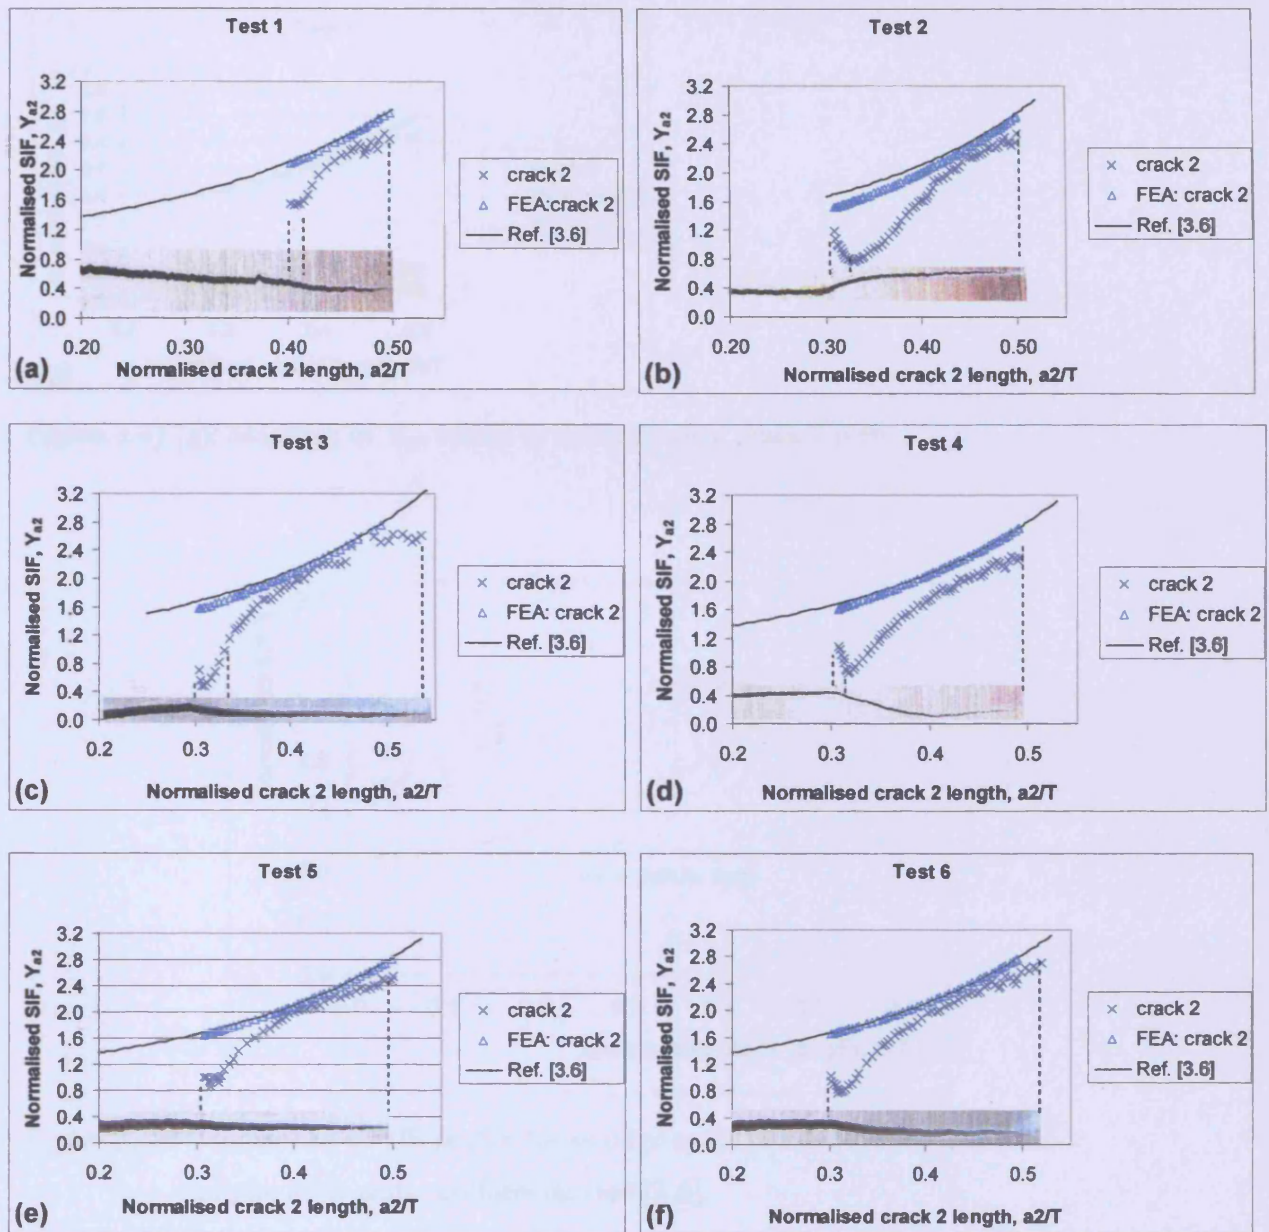 Test 1
Normalised SIF, Ya2
3.2
2.8
2.4
2.0
1.6
1.2
0.8
0.4
0.0
0.20
0.30
0.40
0.50
Normalised crack 2 length, a2/T
crack 2
FEA:crack 2
Ref. [3.6]
(a)
Test 2
Normalised SIF, Ya2
3.2
2.8
2.4
2.0
1.6
1.2
0.8
0.4
0.0
0.20
0.30
0.40
0.50
Normalised crack 2 length, a2/T
crack 2
FEA: crack 2
Ref. [3.6]
(b)
Test 3
Normalised SIF, Ya2
3.2
2.8
2.4
2.0
1.6
1.2
0.8
0.4
0.0
0.2
0.3
0.4
0.5
Normalised crack 2 length, a2/T
crack 2
FEA: crack 2
Ref. [3.6]
(c)
Test 4
Normalised SIF, Ya2
3.2
2.8
2.4
2.0
1.6
1.2
0.8
0.4
0.0
0.2
0.3
0.4
0.5
Normalised crack 2 length, a2/T
crack 2
FEA: crack 2
Ref. [3.6]
(d)
Test 5
Normalised SIF, Ya2
3.2
2.8
2.4
2.0
1.6
1.2
0.8
0.4
0.0
0.2
0.3
0.4
0.5
Normalised crack 2 length, a2/T
crack 2
FEA: crack 2
Ref. [3.6]
(e)
Test 6
Normalised SIF, Ya2
3.2
2.8
2.4
2.0
1.6
1.2
0.8
0.4
0.0
0.2
0.3
0.4
0.5
Normalised crack 2 length, a2/T
crack 2
FEA: crack 2
Ref. [3.6]
(f)